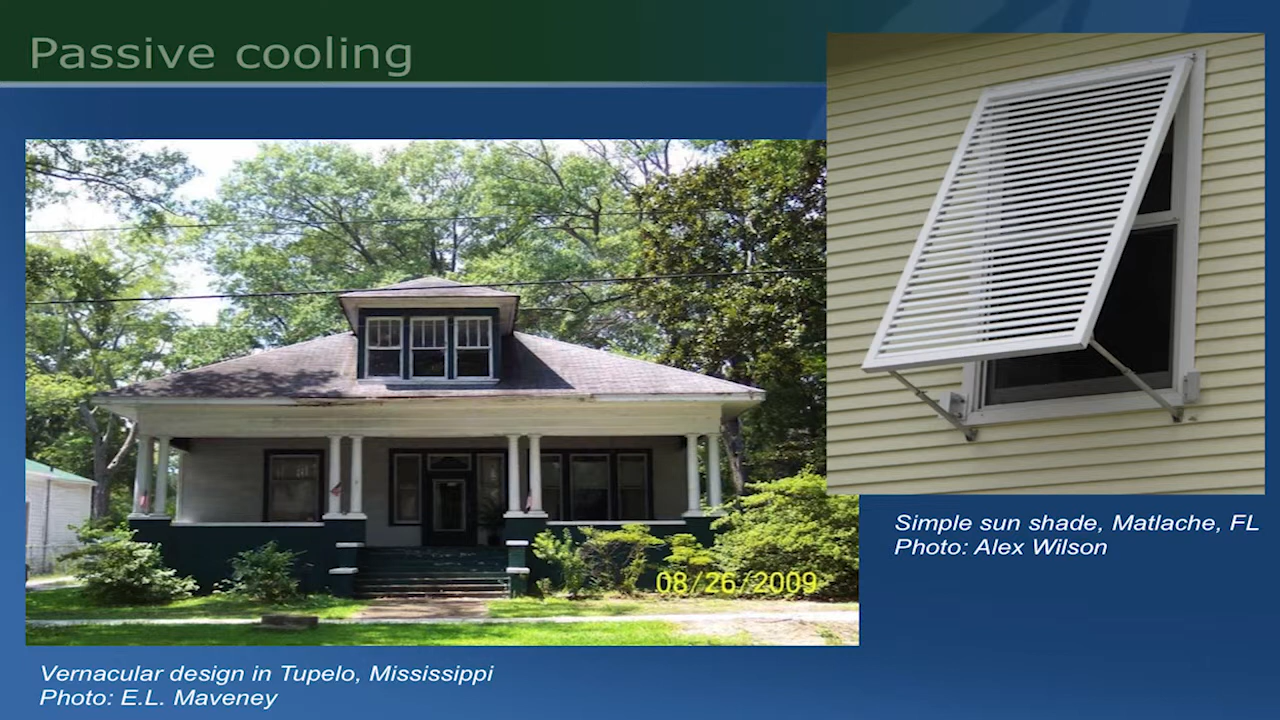 Passive cooling
08/26/2009
Simple sun shade, Matlache, FL
Photo: Alex Wilson
Vernacular design in Tupelo, Mississippi
Photo: E.L. Maveney